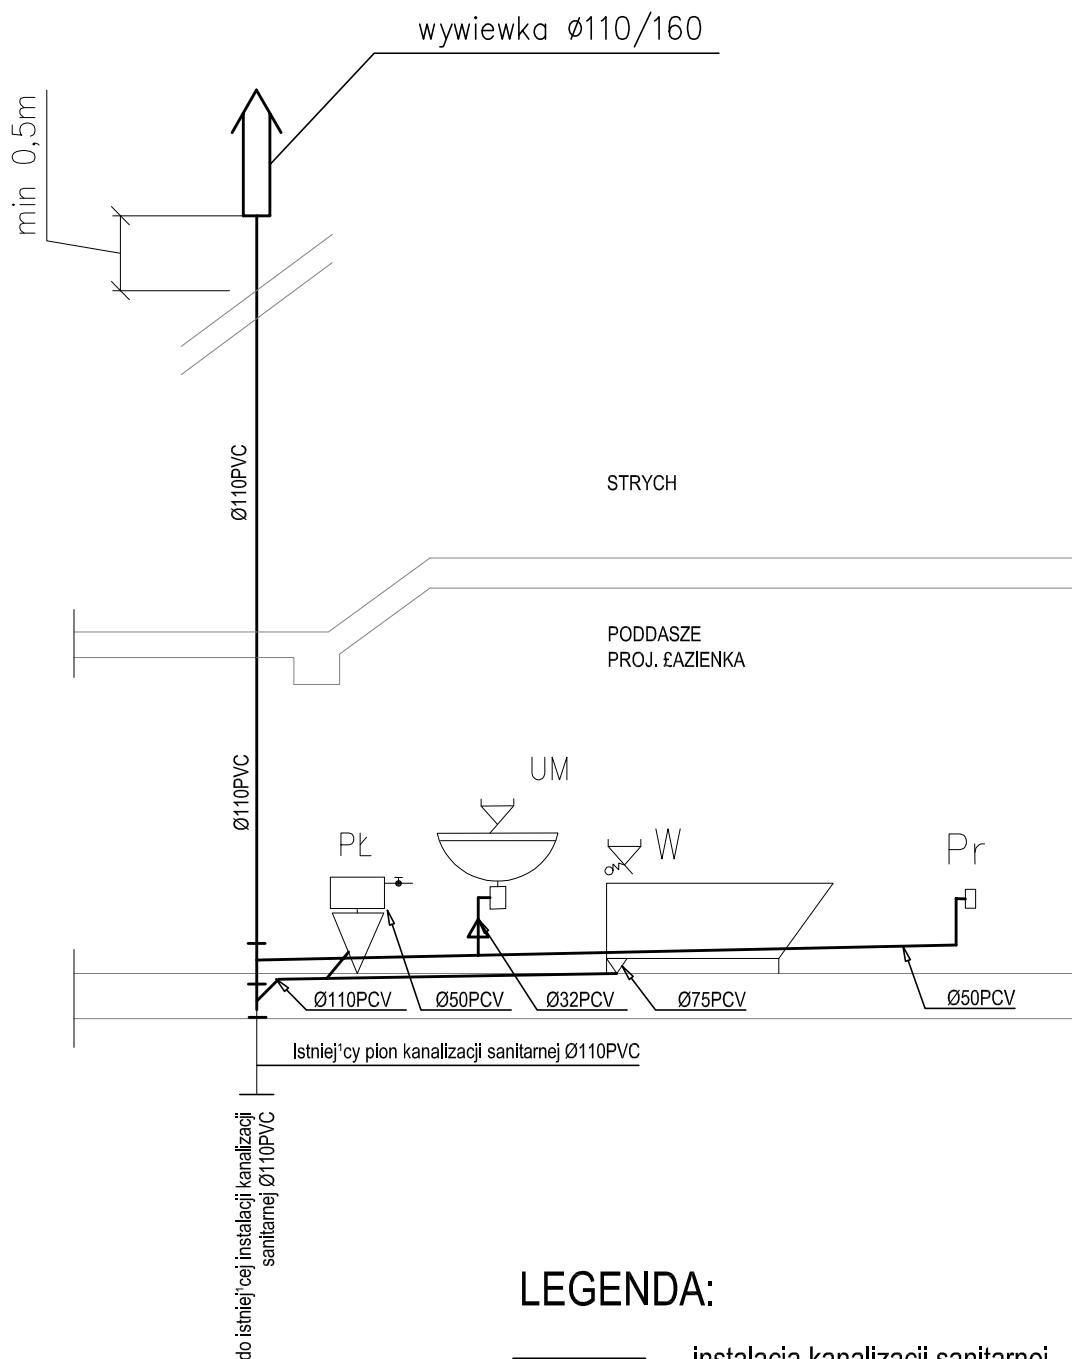 wywiewka ø110/160
min 0,5m
Ø110PVC
STRYCH
PODDASZE
PROJ. £AZIENKA
Ø110PVC
UM
PŁ
W
Pr
Ø110PCV
Ø50PCV
Ø32PCV
Ø75PCV
Ø50PCV
Istniej¹cy pion kanalizacji sanitarnej Ø110PVC
do istniej¹cej instalacji kanalizacji
sanitarnej Ø110PVC
LEGENDA:
instalacja kanalizacji sanitarnej